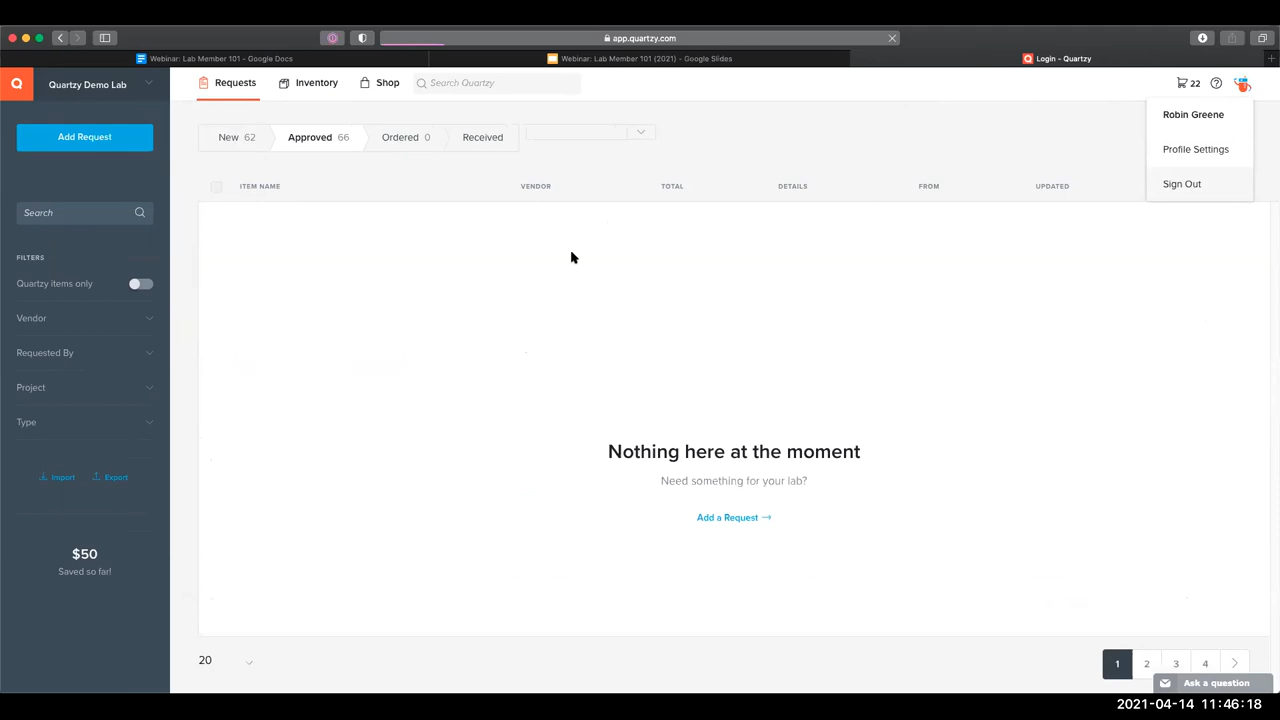 app.quartzy.com
Webinar: Lab Member 101 - Google Docs
Webinar: Lab Member 101 (2021) - Google Slides
Login - Quartzy
Q
Quartzy Demo Lab
Requests
Inventory
Shop
Search Quartzy
22
Robin Greene
Profile Settings
Sign Out
Add Request
New 62
Approved 66
Ordered 0
Received
ITEM NAME
VENDOR
TOTAL
DETAILS
FROM
UPDATED
Search
FILTERS
Quartzy items only
Vendor
Requested By
Project
Type
Import
Export
$50
Saved so far!
Nothing here at the moment
Need something for your lab?
Add a Request →
20
1 2 3 4
Ask a question
2021-04-14 11:46:18